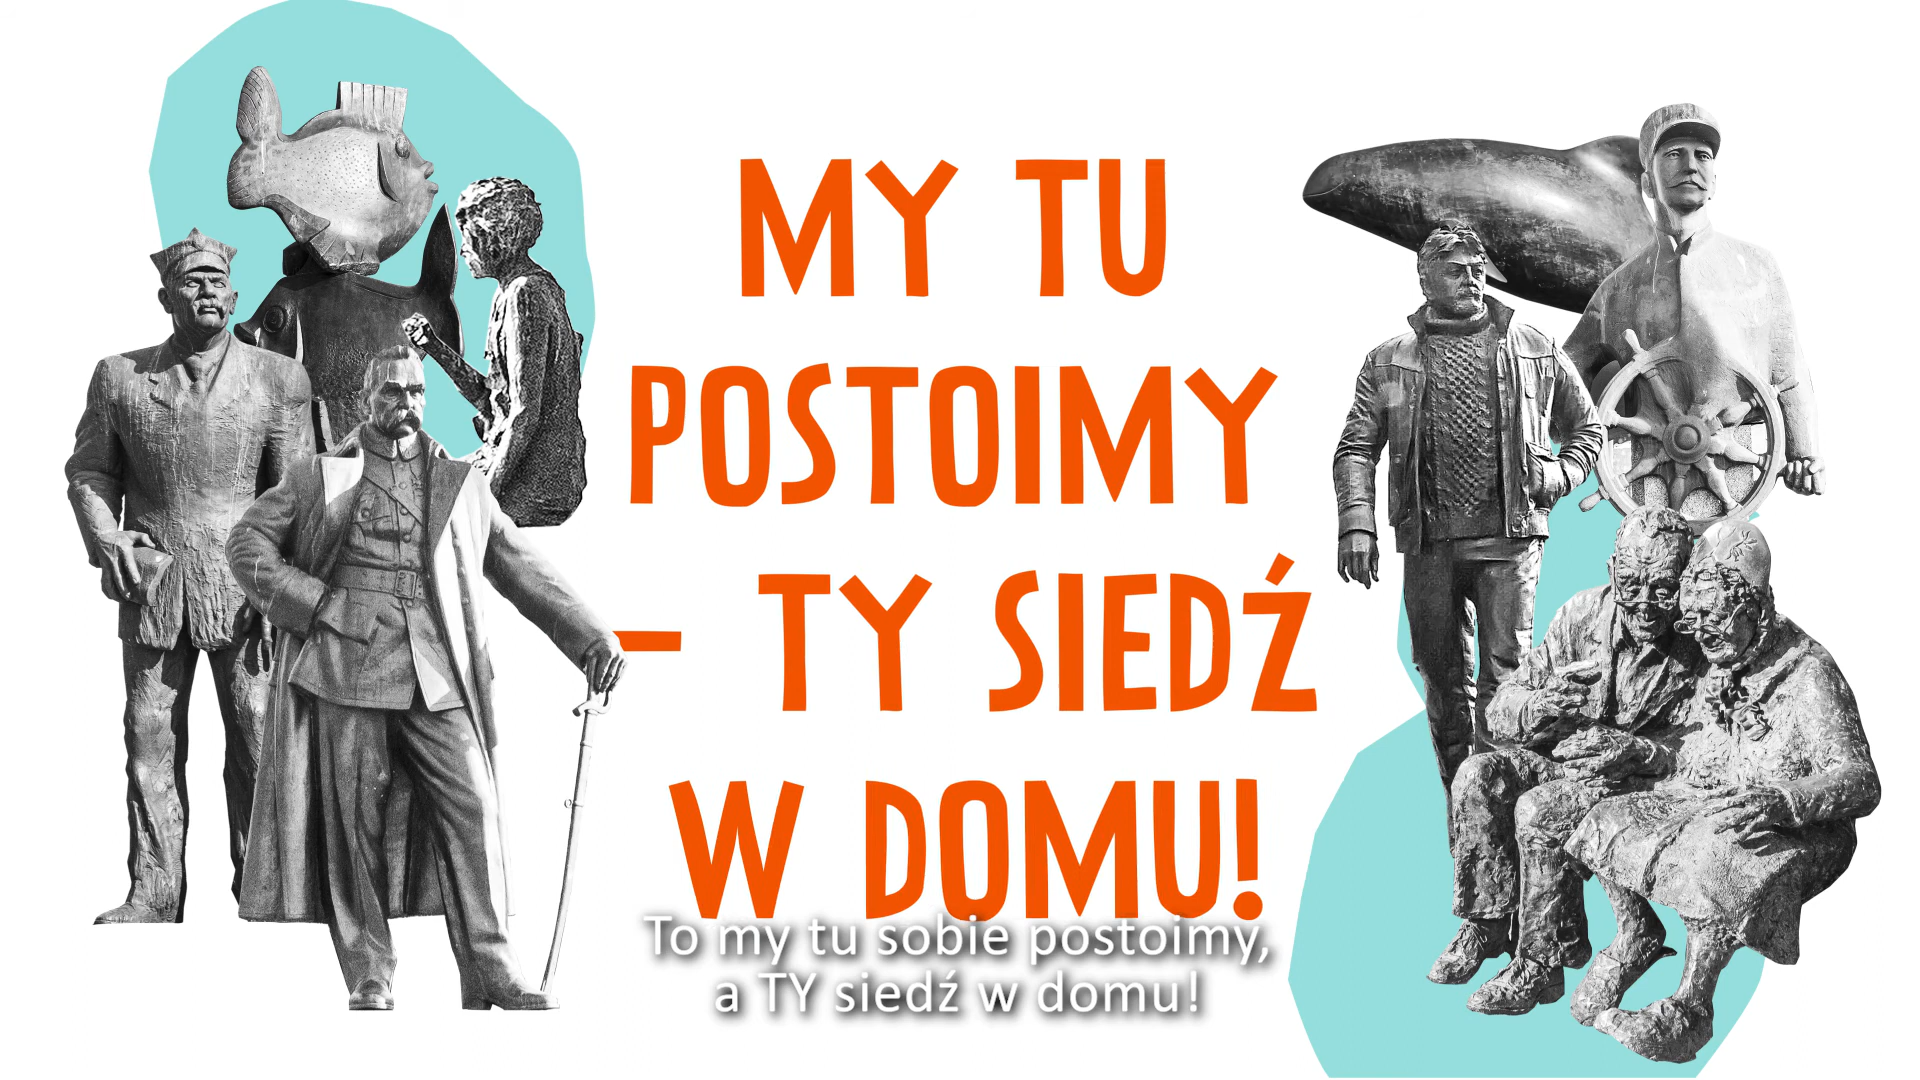 MY TU
POSTOIMY
– TY SIEDŹ
W DOMU!
To my tu sobie postoimy,
a TY siedź w domu!